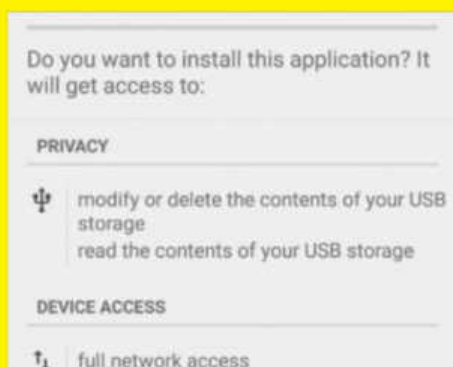 Do you want to install this application? It
will get access to:
PRIVACY
modify or delete the contents of your USB
storage
read the contents of your USB storage
DEVICE ACCESS
full network access